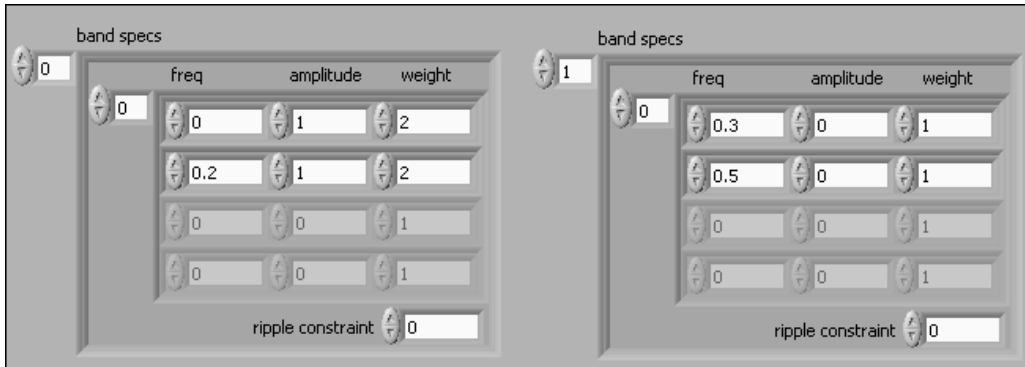 band specs
0
freq amplitude weight
0
0 1 2
0.2 1 2
0 0 1
0 0 1
ripple constraint 0
band specs
1
freq amplitude weight
0
0.3 0 1
0.5 0 1
0 0 1
0 0 1
ripple constraint 0